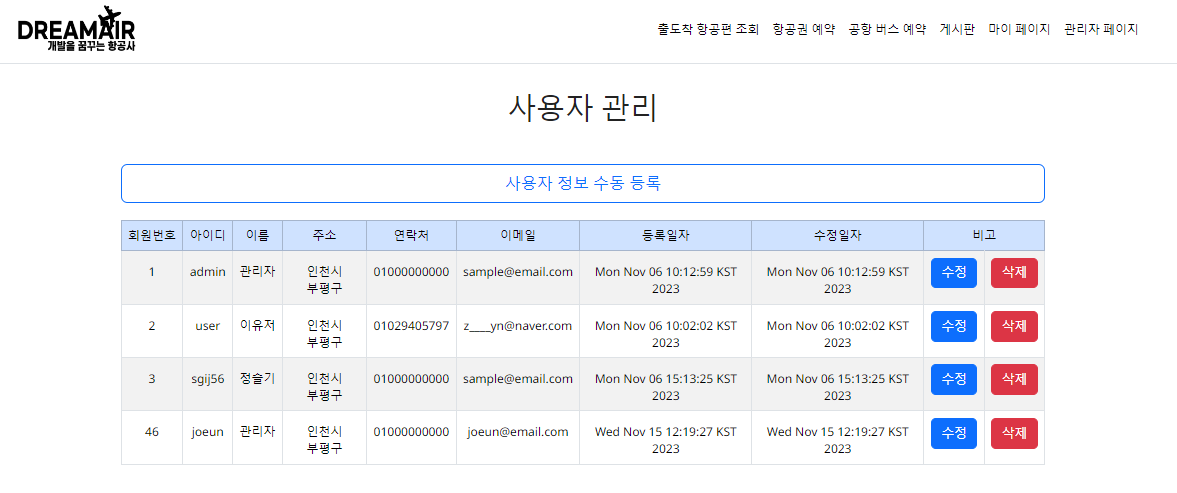 DREAMAIR
개발을 꿈꾸는 항공사
출도착 항공편 조회 항공권 예약 공항 버스 예약 게시판 마이 페이지 관리자 페이지
사용자 관리
사용자 정보 수동 등록
회원번호 아이디 이름 주소 연락처 이메일 등록일자 수정일자 비고
1 admin 관리자 인천시 01000000000 sample@email.com Mon Nov 06 10:12:59 KST Mon Nov 06 10:12:59 KST 수정 삭제
부평구 2023 2023
2 user 이유저 인천시 01029405797 z____yn@naver.com Mon Nov 06 10:02:02 KST Mon Nov 06 10:02:02 KST 수정 삭제
부평구 2023 2023
3 sgij56 정슬기 인천시 01000000000 sample@email.com Mon Nov 06 15:13:25 KST Mon Nov 06 15:13:25 KST 수정 삭제
부평구 2023 2023
46 joeun 관리자 인천시 01000000000 joeun@email.com Wed Nov 15 12:19:27 KST Wed Nov 15 12:19:27 KST 수정 삭제
부평구 2023 2023